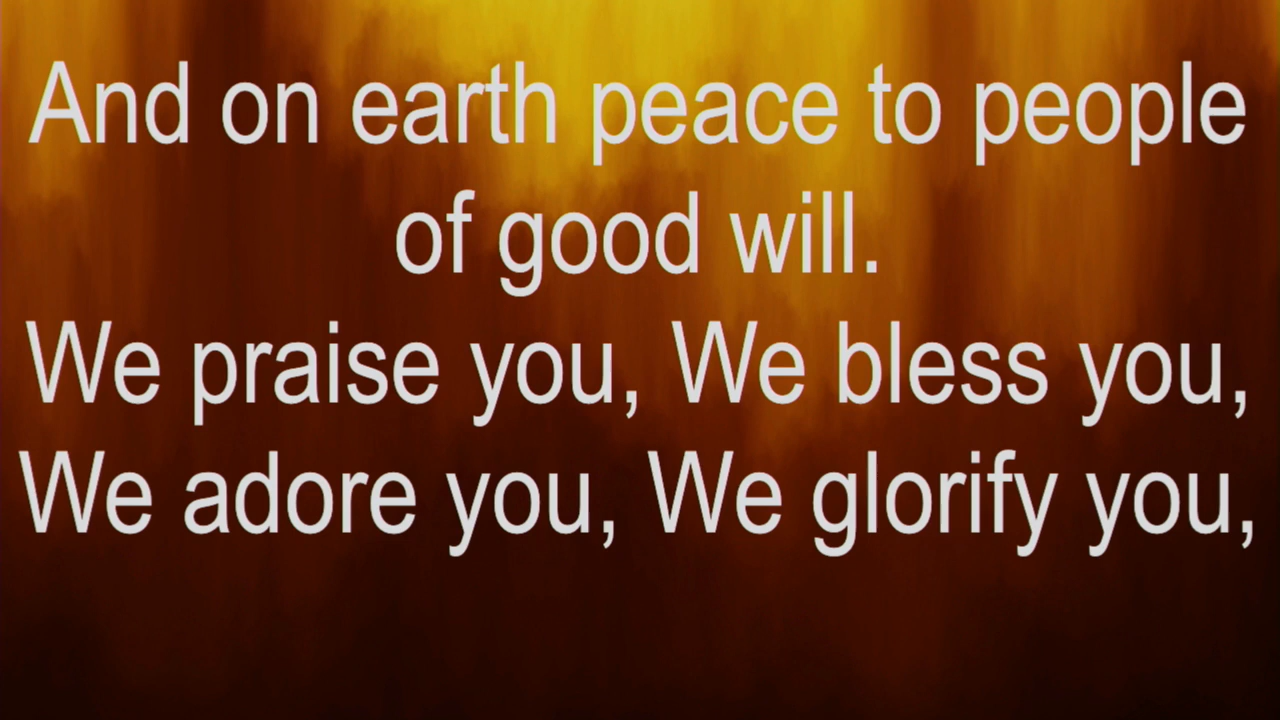 And on earth peace to people
of good will.
We praise you, We bless you,
We adore you, We glorify you,